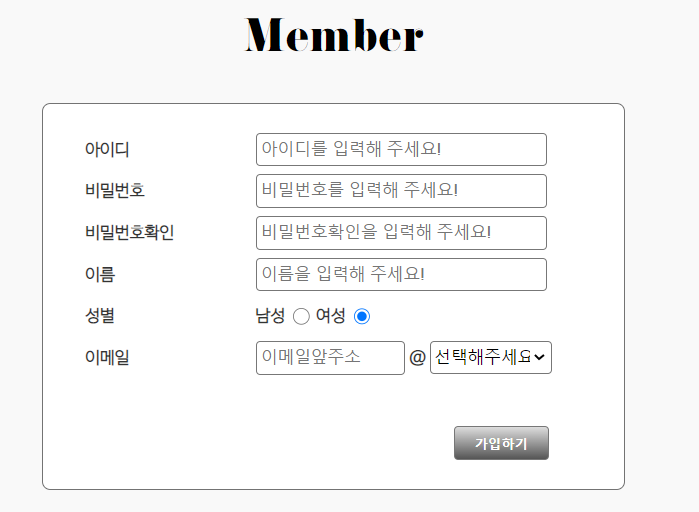 Member
아이디 아이디를 입력해 주세요!
비밀번호 비밀번호를 입력해 주세요!
비밀번호확인 비밀번호확인을 입력해 주세요!
이름 이름을 입력해 주세요!
성별 남성 여성
이메일 이메일앞주소 @ 선택해주세요
가입하기